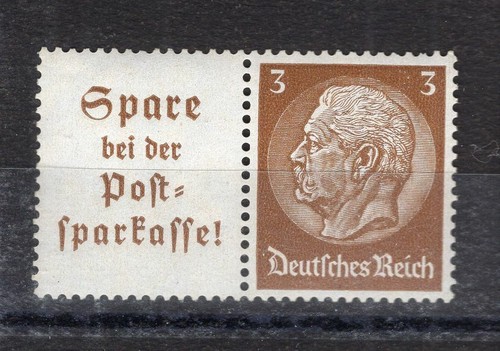 Spare
bei der
Post=
sparkasse!
3 3
Deutsches Reich